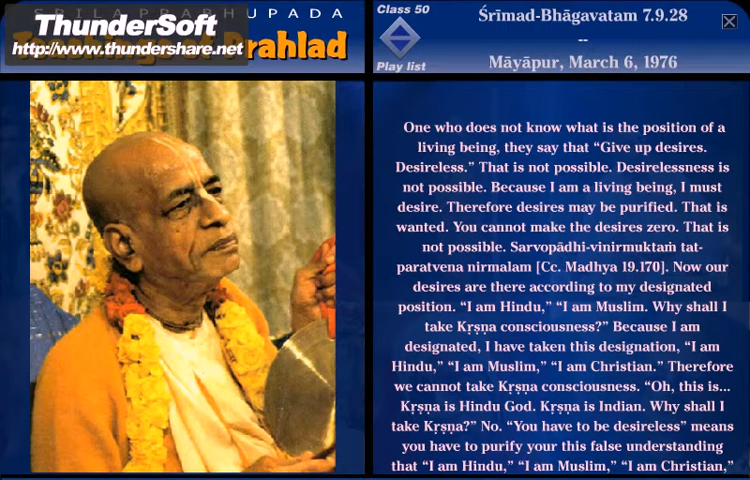 SRILA PRABHUPADA
ThunderSoft
http://www.thundershare.net
Teachings of Prahlad
Class 50
Play list
Śrīmad-Bhāgavatam 7.9.28
--
Māyāpur, March 6, 1976
One who does not know what is the position of a
living being, they say that “Give up desires.
Desireless.” That is not possible. Desirelessness is
not possible. Because I am a living being, I must
desire. Therefore desires may be purified. That is
wanted. You cannot make the desires zero. That is
not possible. Sarvopādhi-vinirmuktaṁ tat-
paratvena nirmalam [Cc. Madhya 19.170]. Now our
desires are there according to my designated
position. “I am Hindu,” “I am Muslim. Why shall I
take Kṛṣṇa consciousness?” Because I am
designated, I have taken this designation, “I am
Hindu,” “I am Muslim,” “I am Christian.” Therefore
we cannot take Kṛṣṇa consciousness. “Oh, this is...
Kṛṣṇa is Hindu God. Kṛṣṇa is Indian. Why shall I
take Kṛṣṇa?” No. “You have to be desireless” means
you have to purify your this false understanding
that “I am Hindu,” “I am Muslim,” “I am Christian,”